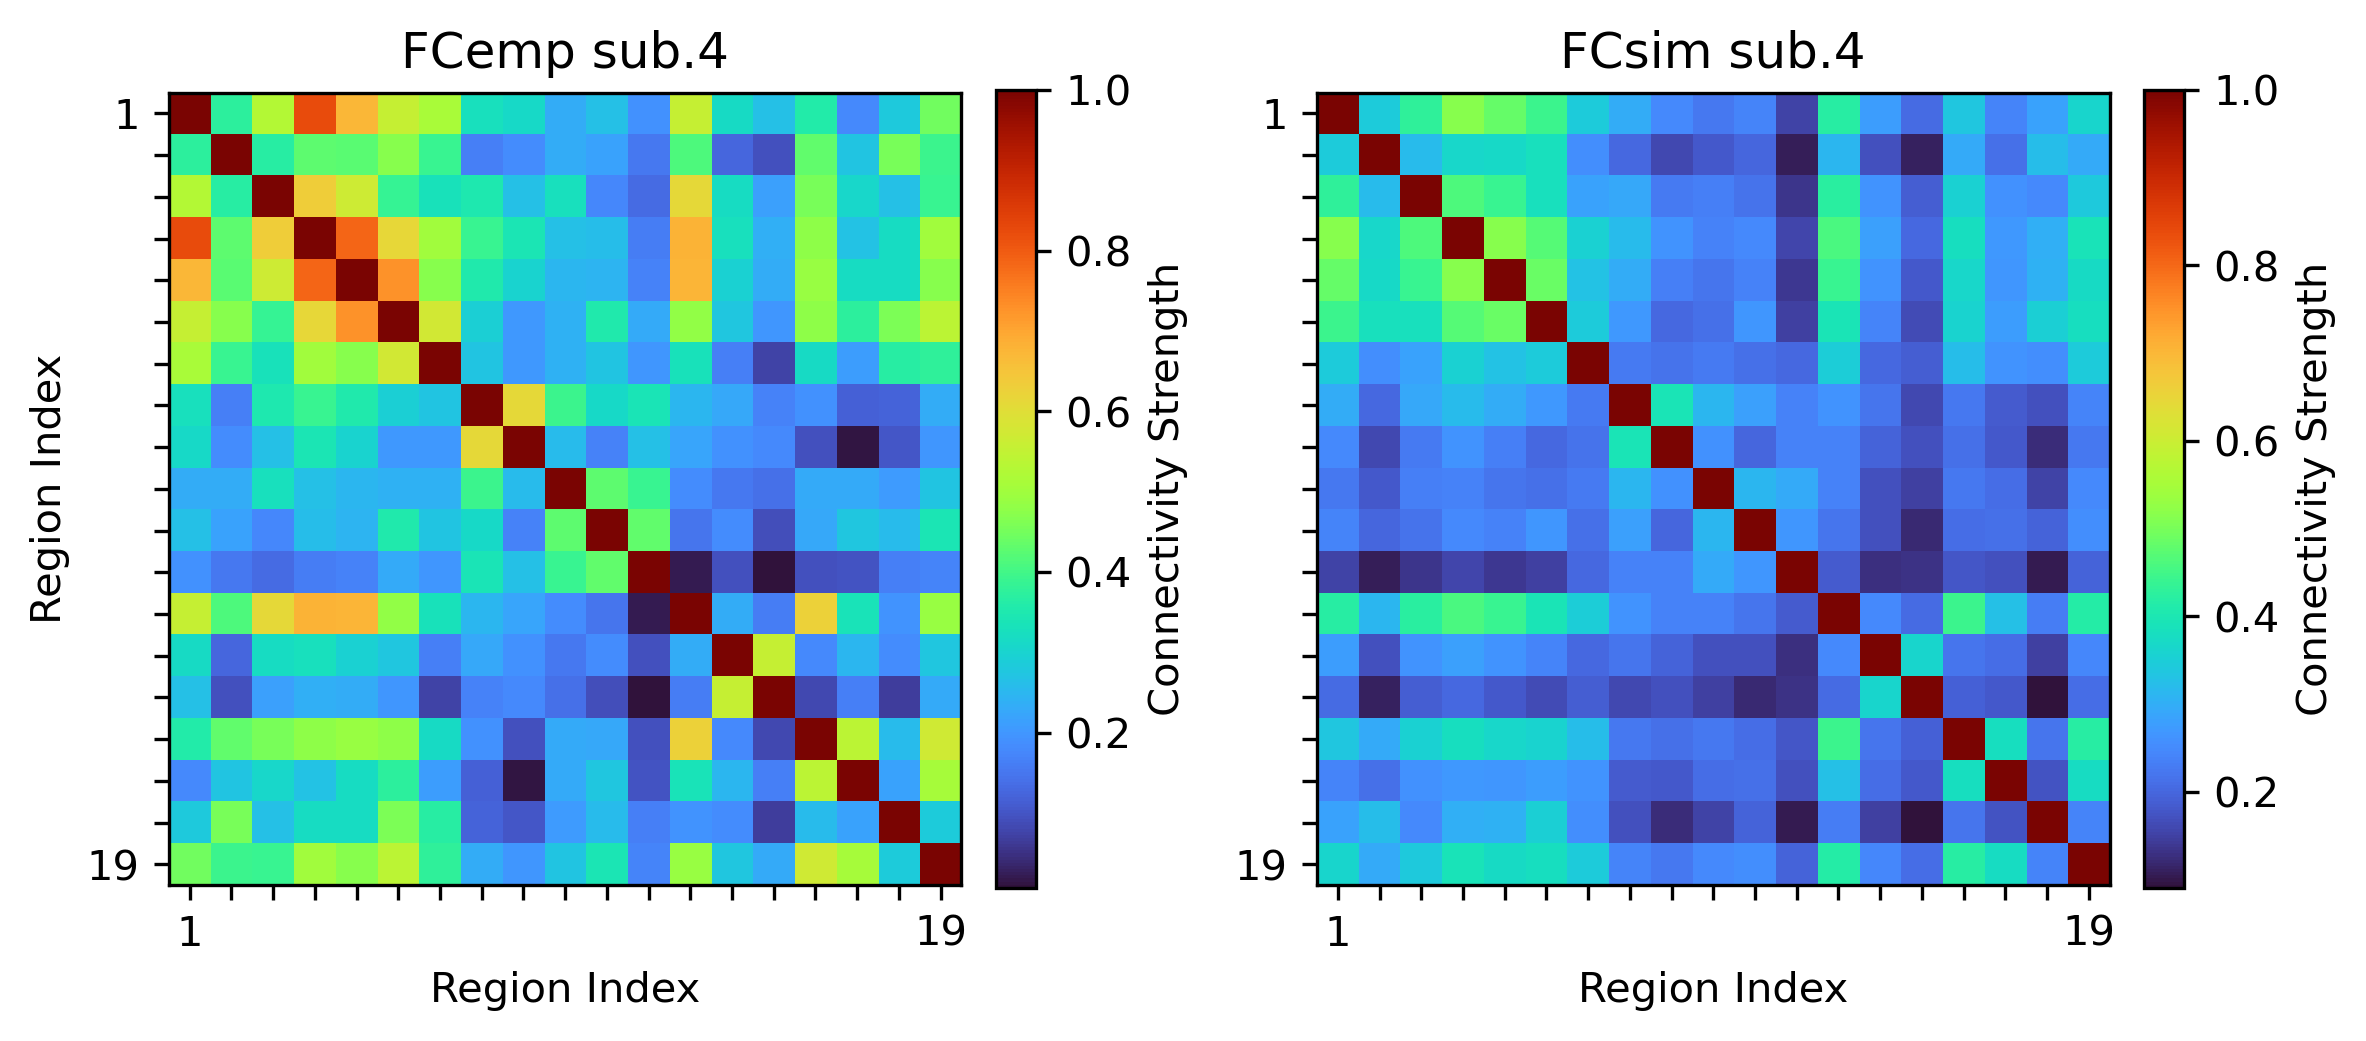 FCemp sub.4
1
19
1
19
Region Index
Region Index
1.0
0.8
0.6
0.4
0.2
Connectivity Strength
FCsim sub.4
1
19
1
19
Region Index
1.0
0.8
0.6
0.4
0.2
Connectivity Strength